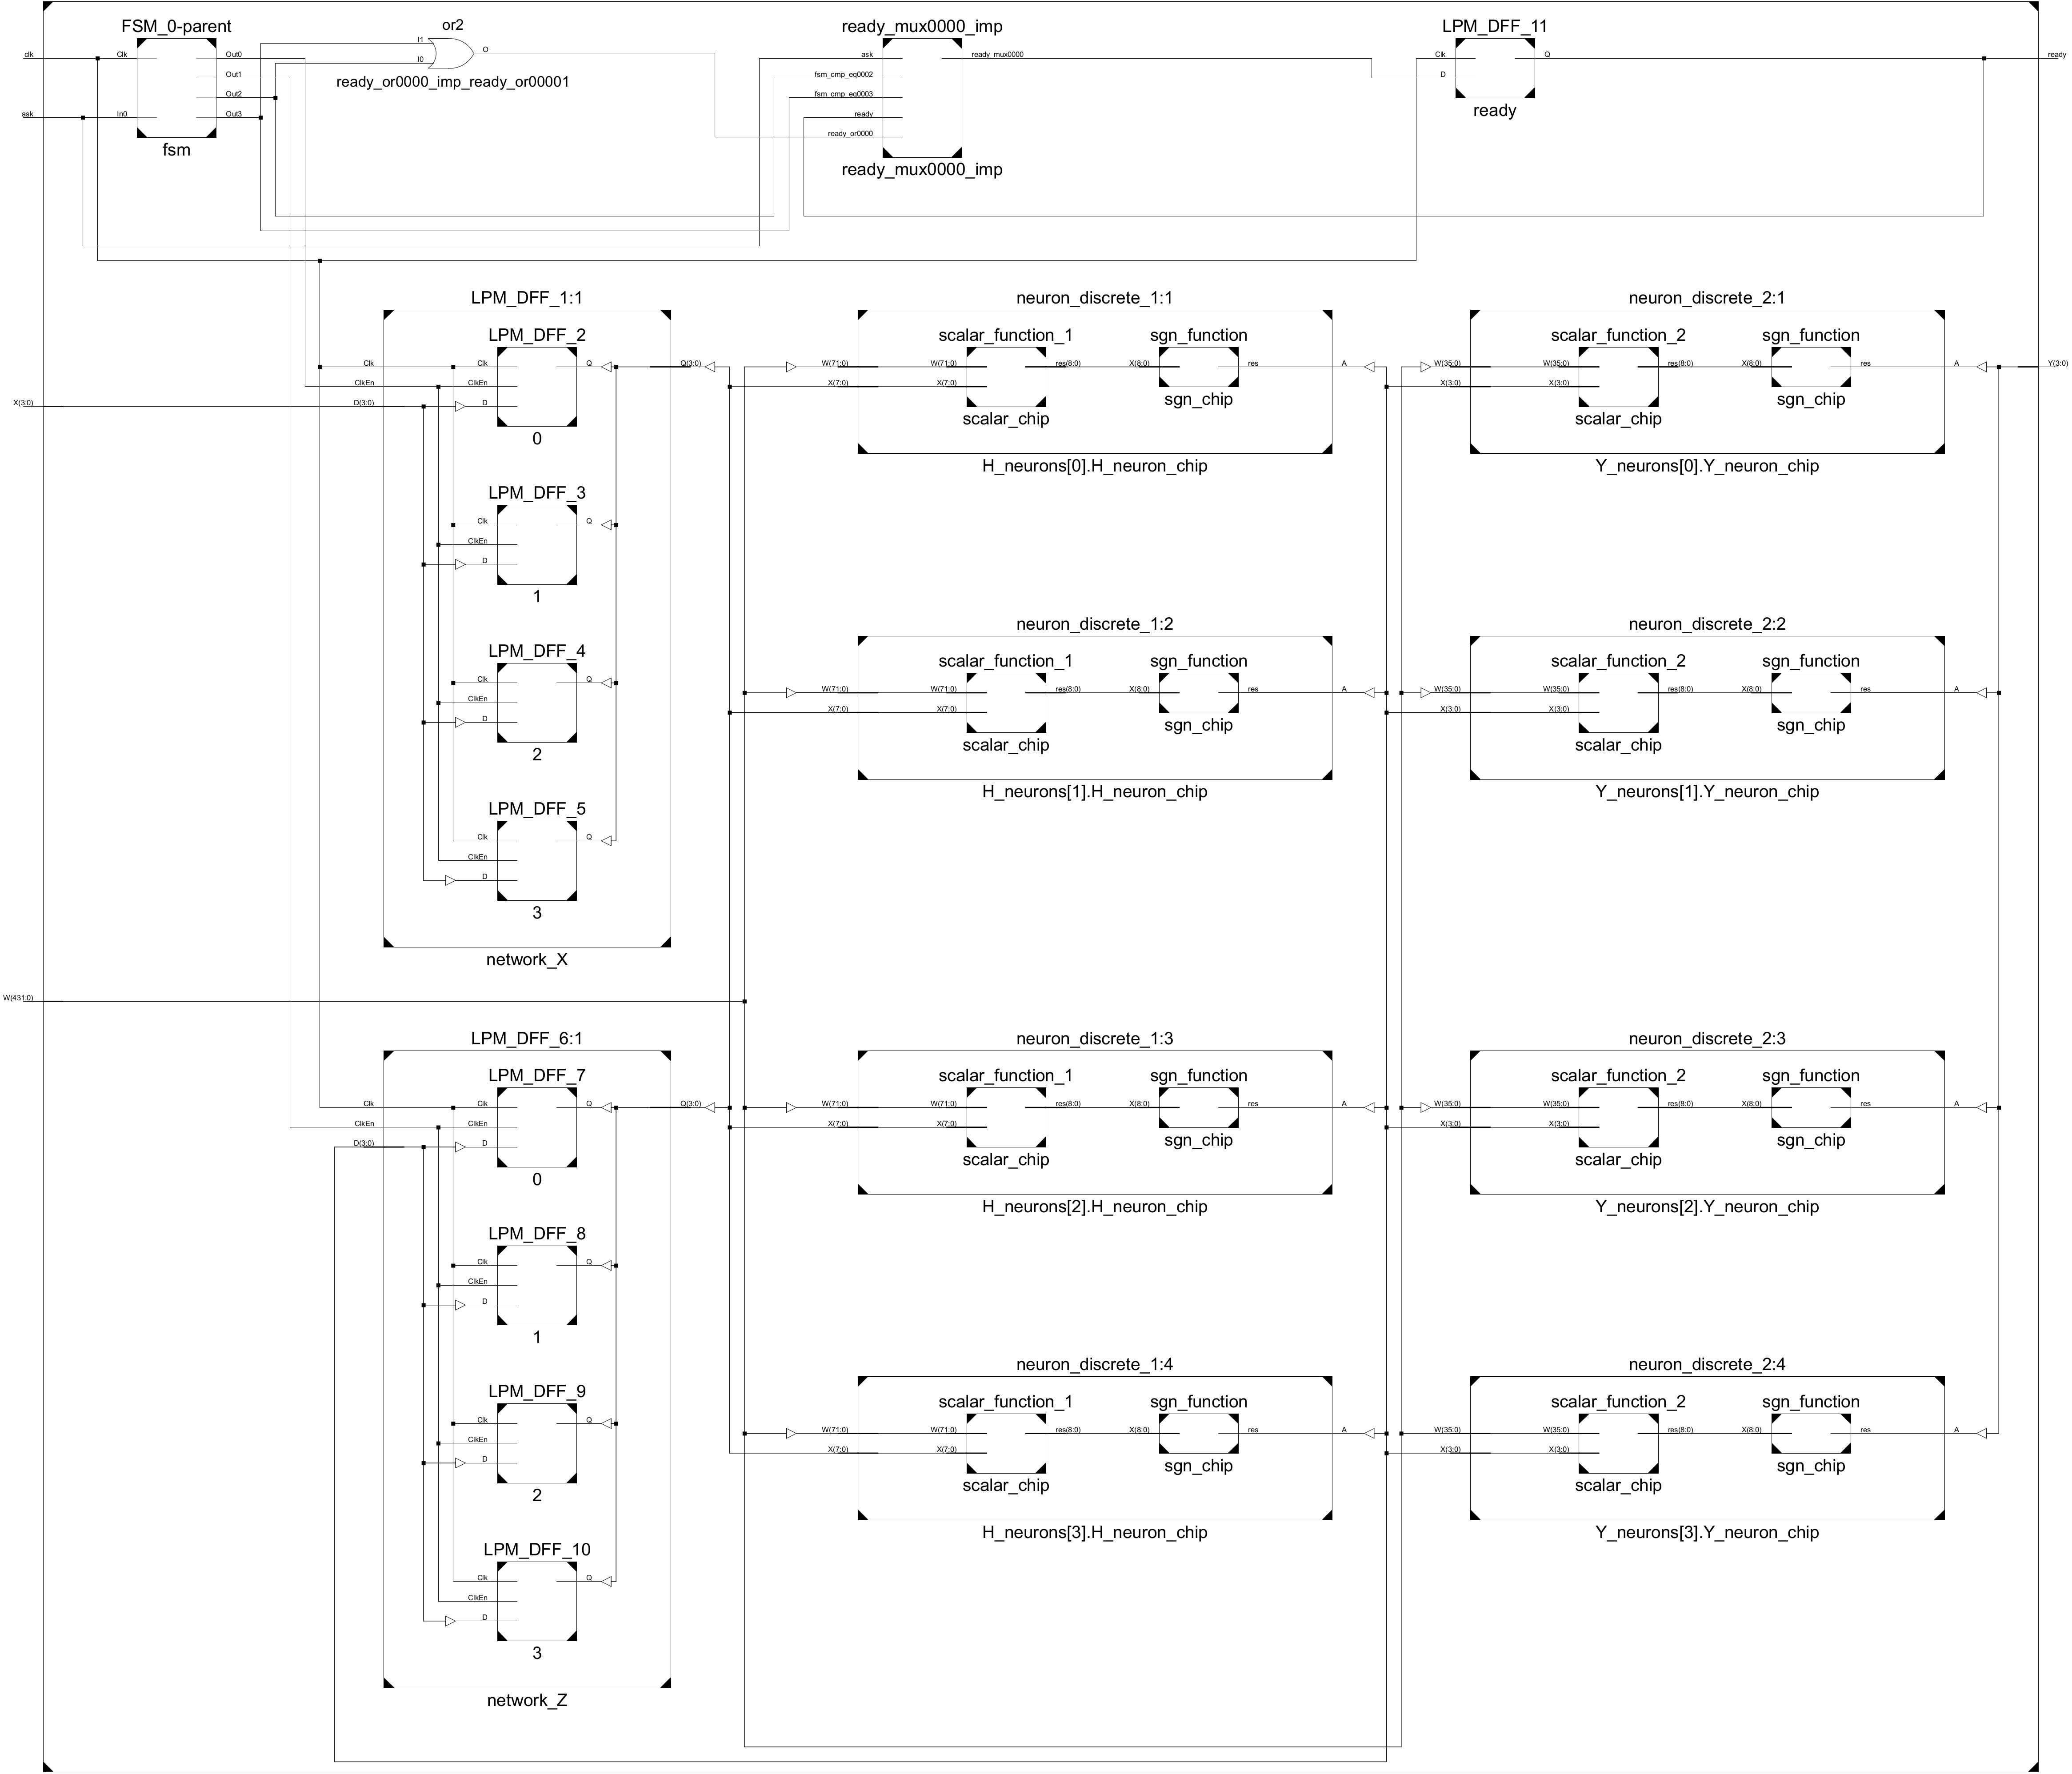 FSM_0-parent
or2
ready_mux0000_imp
LPM_DFF_11
clk
Clk
Out0
I1
O
ask
ready_mux0000
Clk
Q
ready
Out1
I0
fsm_cmp_eq0002
D
ready_or0000_imp_ready_or00001
Out2
fsm_cmp_eq0003
ready
ask
In0
Out3
ready
fsm
ready_or0000
ready_mux0000_imp
LPM_DFF_1:1
neuron_discrete_1:1
neuron_discrete_2:1
LPM_DFF_2
scalar_function_1
sgn_function
scalar_function_2
sgn_function
Clk
Clk
Q
Q(3:0)
W(71:0)
W(71:0)
res(8:0)
X(8:0)
res
A
W(35:0)
W(35:0)
res(8:0)
X(8:0)
res
A
Y(3:0)
ClkEn
ClkEn
X(7:0)
X(7:0)
X(3:0)
X(3:0)
sgn_chip
sgn_chip
X(3:0)
D(3:0)
D
scalar_chip
scalar_chip
0
H_neurons[0].H_neuron_chip
Y_neurons[0].Y_neuron_chip
LPM_DFF_3
Clk
Q
ClkEn
D
1
neuron_discrete_1:2
neuron_discrete_2:2
LPM_DFF_4
scalar_function_1
sgn_function
scalar_function_2
sgn_function
Clk
Q
W(71:0)
W(71:0)
res(8:0)
X(8:0)
res
A
W(35:0)
W(35:0)
res(8:0)
X(8:0)
res
A
ClkEn
X(7:0)
X(7:0)
X(3:0)
X(3:0)
D
sgn_chip
sgn_chip
scalar_chip
scalar_chip
2
H_neurons[1].H_neuron_chip
Y_neurons[1].Y_neuron_chip
LPM_DFF_5
Clk
Q
ClkEn
D
3
network_X
W(431:0)
LPM_DFF_6:1
neuron_discrete_1:3
neuron_discrete_2:3
LPM_DFF_7
scalar_function_1
sgn_function
scalar_function_2
sgn_function
Clk
Clk
Q
Q(3:0)
W(71:0)
W(71:0)
res(8:0)
X(8:0)
res
A
W(35:0)
W(35:0)
res(8:0)
X(8:0)
res
A
ClkEn
ClkEn
X(7:0)
X(7:0)
X(3:0)
X(3:0)
D(3:0)
D
sgn_chip
sgn_chip
scalar_chip
scalar_chip
0
H_neurons[2].H_neuron_chip
Y_neurons[2].Y_neuron_chip
LPM_DFF_8
Clk
Q
ClkEn
D
1
neuron_discrete_1:4
neuron_discrete_2:4
LPM_DFF_9
scalar_function_1
sgn_function
scalar_function_2
sgn_function
Clk
Q
W(71:0)
W(71:0)
res(8:0)
X(8:0)
res
A
W(35:0)
W(35:0)
res(8:0)
X(8:0)
res
A
ClkEn
X(7:0)
X(7:0)
X(3:0)
X(3:0)
D
sgn_chip
sgn_chip
scalar_chip
scalar_chip
2
H_neurons[3].H_neuron_chip
Y_neurons[3].Y_neuron_chip
LPM_DFF_10
Clk
Q
ClkEn
D
3
network_Z